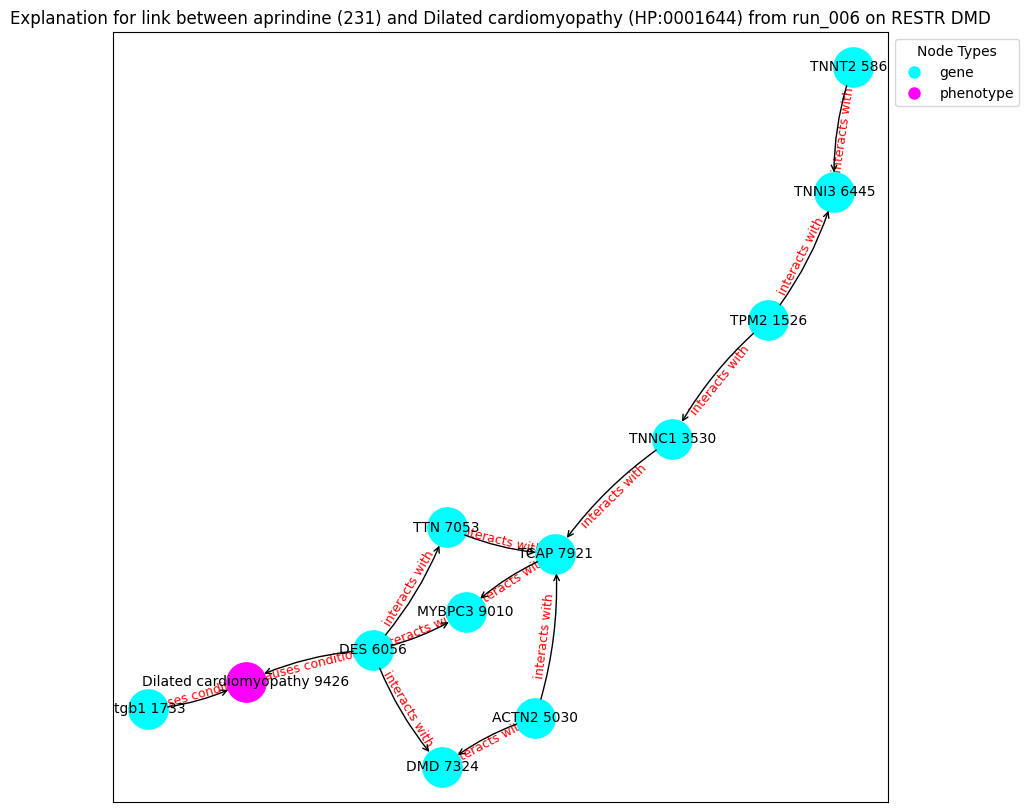 Explanation for link between aprindine (231) and Dilated cardiomyopathy (HP:0001644) from run_006 on RESTR DMD
Node Types
gene
phenotype
TNNT2 586
interacts with
TNNI3 6445
interacts with
TPM2 1526
interacts with
TNNC1 3530
interacts with
TTN 7053
interacts with
TCAP 7921
interacts with
MYBPC3 9010
interacts with
interacts with
DES 6056
interacts with
causes condition
Dilated cardiomyopathy 9426
causes condition
tgb1 1733
interacts with
ACTN2 5030
interacts with
DMD 7324